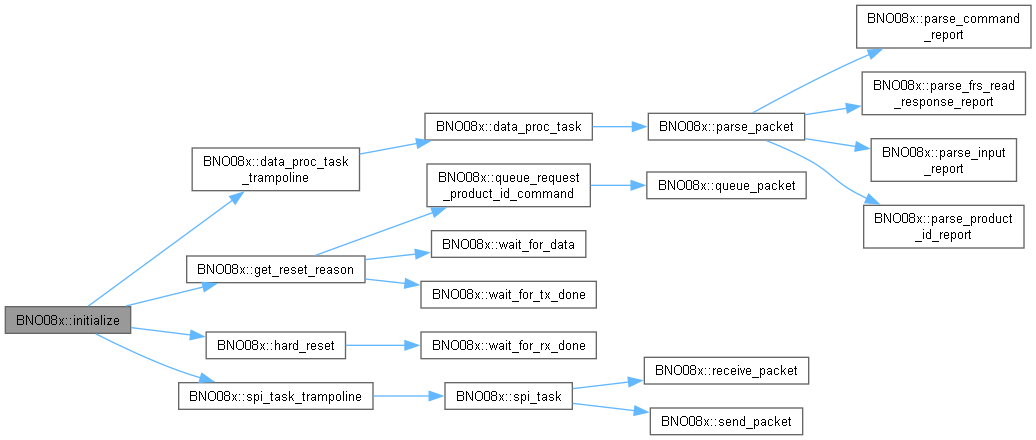 BNO08x::parse_command
_report
BNO08x::parse_frs_read
_response_report
BNO08x::data_proc_task
BNO08x::parse_packet
BNO08x::parse_input
_report
BNO08x::data_proc_task
_trampoline
BNO08x::queue_request
_product_id_command
BNO08x::queue_packet
BNO08x::parse_product
_id_report
BNO08x::wait_for_data
BNO08x::get_reset_reason
BNO08x::wait_for_tx_done
BNO08x::initialize
BNO08x::hard_reset
BNO08x::wait_for_rx_done
BNO08x::receive_packet
BNO08x::spi_task_trampoline
BNO08x::spi_task
BNO08x::send_packet